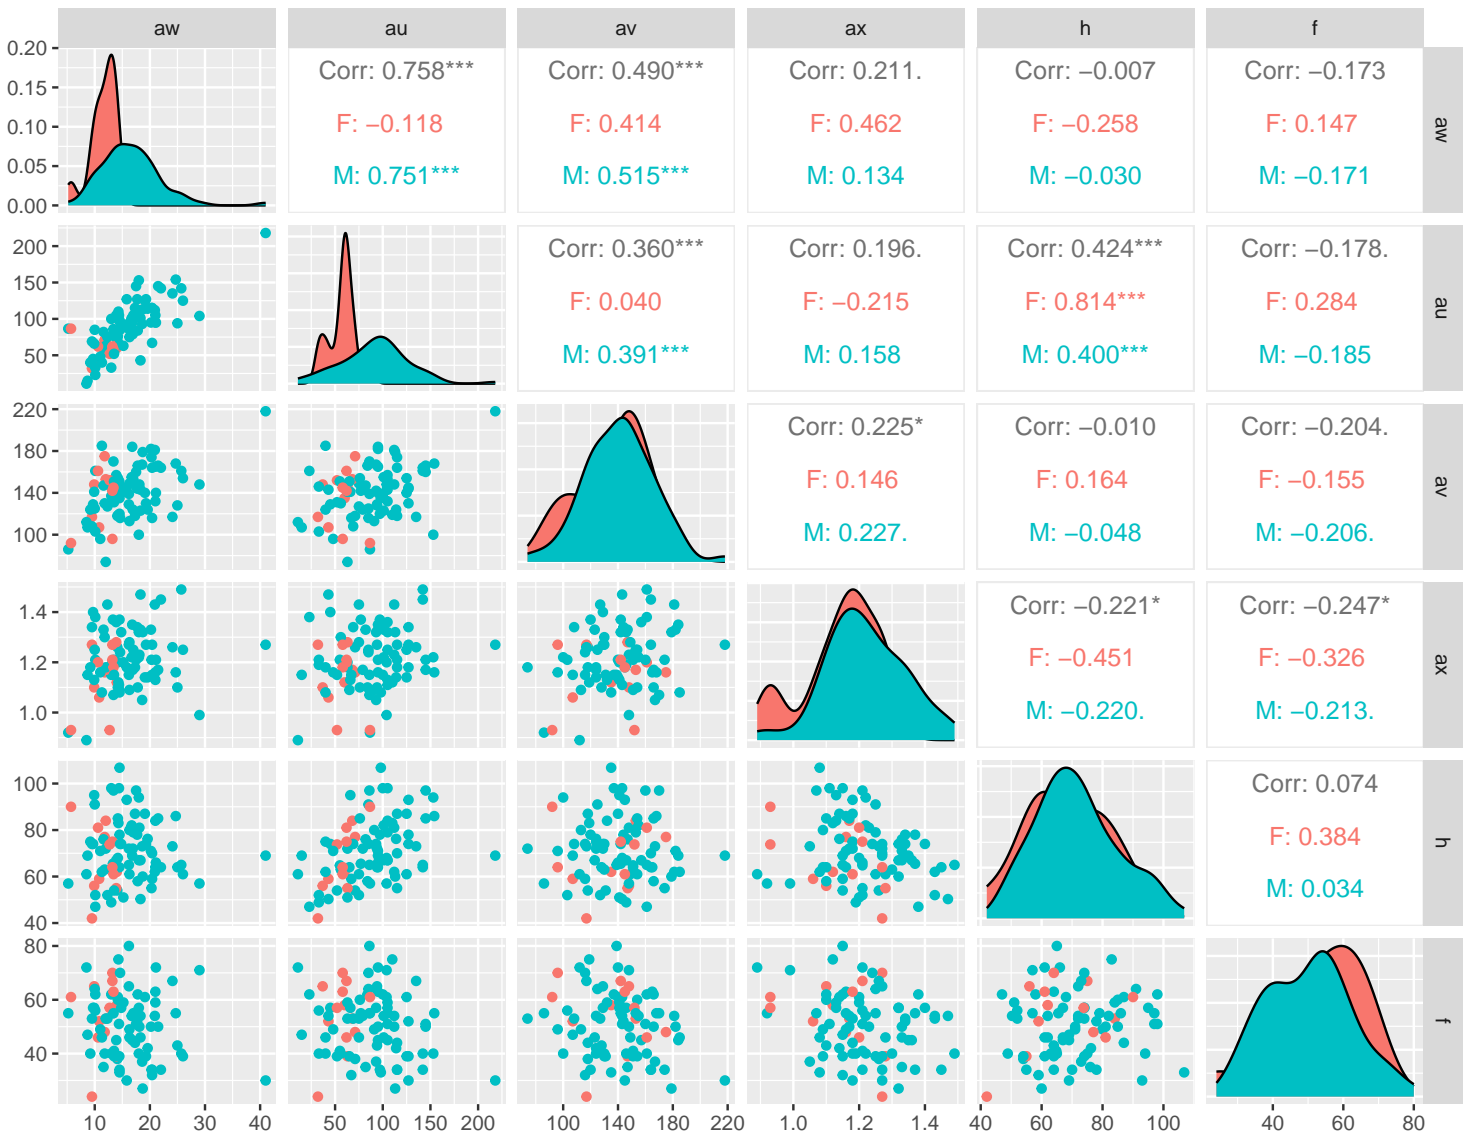 aw au av ax h f
0.20
0.15
0.10
0.05
0.00
Corr: 0.758*** Corr: 0.490*** Corr: 0.211. Corr: −0.007 Corr: −0.173
F: −0.118 F: 0.414 F: 0.462 F: −0.258 F: 0.147
M: 0.751*** M: 0.515*** M: 0.134 M: −0.030 M: −0.171
aw
200
150
100
50
Corr: 0.360*** Corr: 0.196. Corr: 0.424*** Corr: −0.178.
F: 0.040 F: −0.215 F: 0.814*** F: 0.284
M: 0.391*** M: 0.158 M: 0.400*** M: −0.185
au
220
180
140
100
Corr: 0.225* Corr: −0.010 Corr: −0.204.
F: 0.146 F: 0.164 F: −0.155
M: 0.227. M: −0.048 M: −0.206.
av
1.4
1.2
1.0
Corr: −0.221* Corr: −0.247*
F: −0.451 F: −0.326
M: −0.220. M: −0.213.
ax
100
80
60
40
Corr: 0.074
F: 0.384
M: 0.034
h
80
60
40
f
10 20 30 40 50 100 150 200 100 140 180 220 1.0 1.2 1.4 40 60 80 100 40 60 80